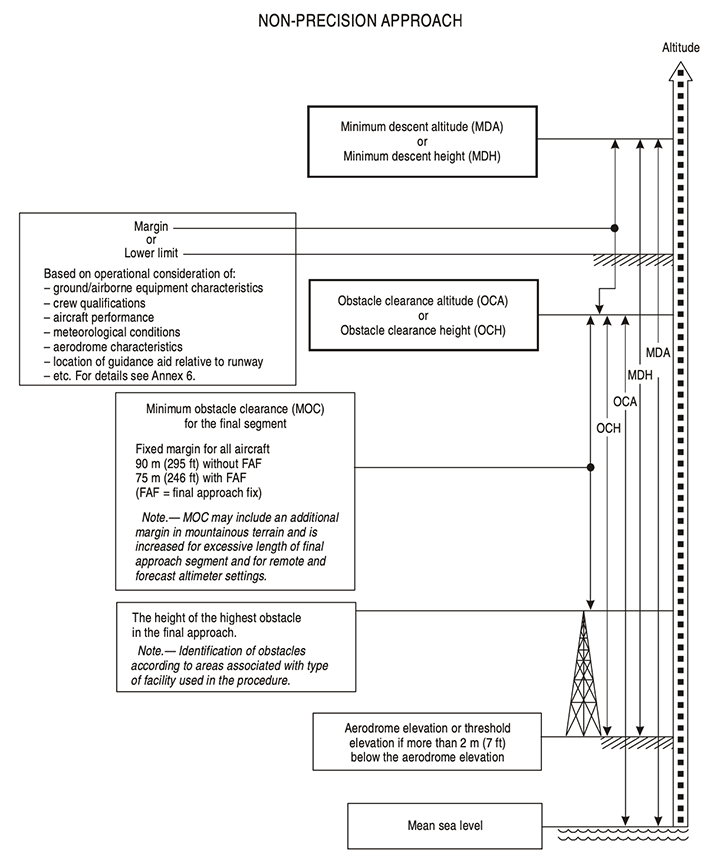 NON-PRECISION APPROACH
Altitude
Minimum descent altitude (MDA)
or
Minimum descent height (MDH)
Margin
or
Lower limit
Based on operational consideration of:
– ground/airborne equipment characteristics
– crew qualifications
– aircraft performance
– meteorological conditions
– aerodrome characteristics
– location of guidance aid relative to runway
– etc. For details see Annex 6.
Obstacle clearance altitude (OCA)
or
Obstacle clearance height (OCH)
MDA
MDH
OCA
OCH
Minimum obstacle clearance (MOC)
for the final segment
Fixed margin for all aircraft
90 m (295 ft) without FAF
75 m (246 ft) with FAF
(FAF = final approach fix)
Note.— MOC may include an additional
margin in mountainous terrain and is
increased for excessive length of final
approach segment and for remote and
forecast altimeter settings.
The height of the highest obstacle
in the final approach.
Note.— Identification of obstacles
according to areas associated with type
of facility used in the procedure.
Aerodrome elevation or threshold
elevation if more than 2 m (7 ft)
below the aerodrome elevation
Mean sea level